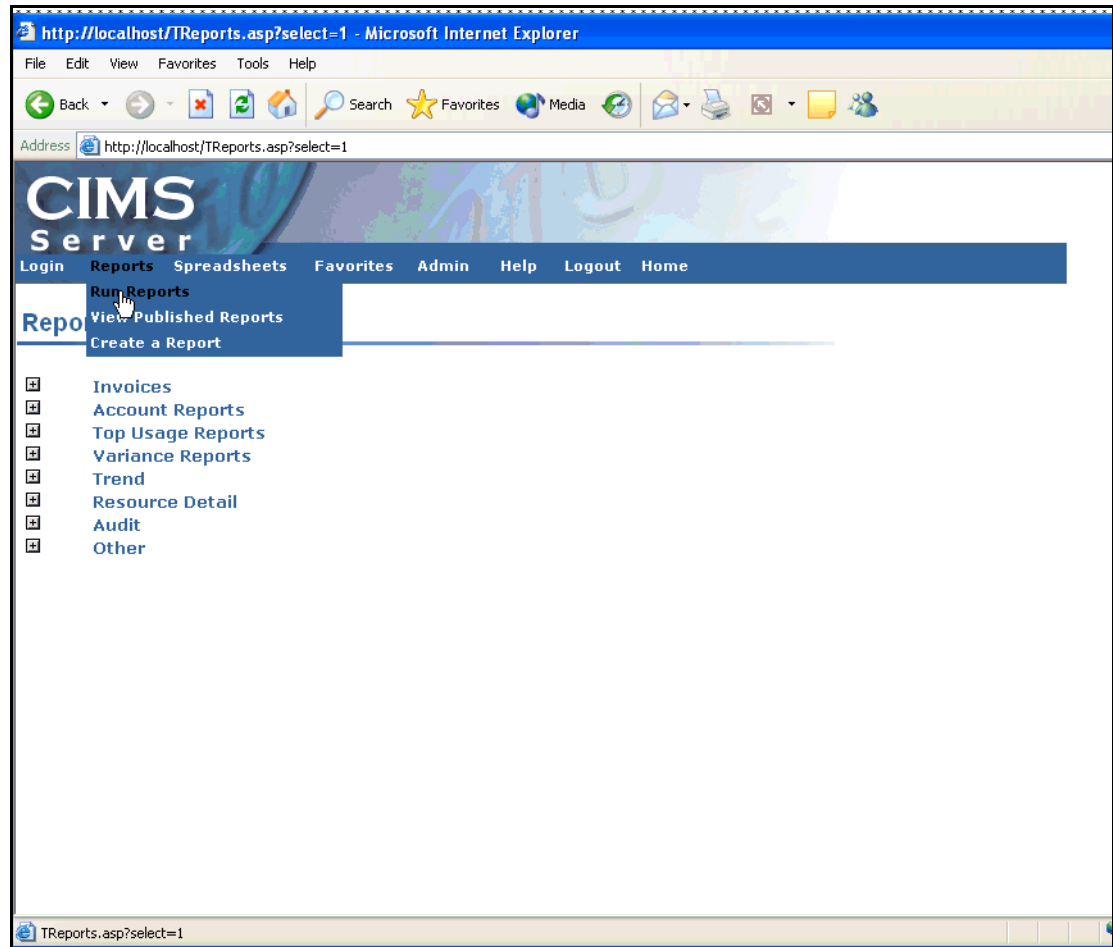 http://localhost/TReports.asp?select=1 - Microsoft Internet Explorer
File Edit View Favorites Tools Help
Back Search Favorites Media
Address http://localhost/TReports.asp?select=1
CIMS
Server
Login Reports Spreadsheets Favorites Admin Help Logout Home
Run Reports
Repo View Published Reports
Create a Report
Invoices
Account Reports
Top Usage Reports
Variance Reports
Trend
Resource Detail
Audit
Other
TReports.asp?select=1